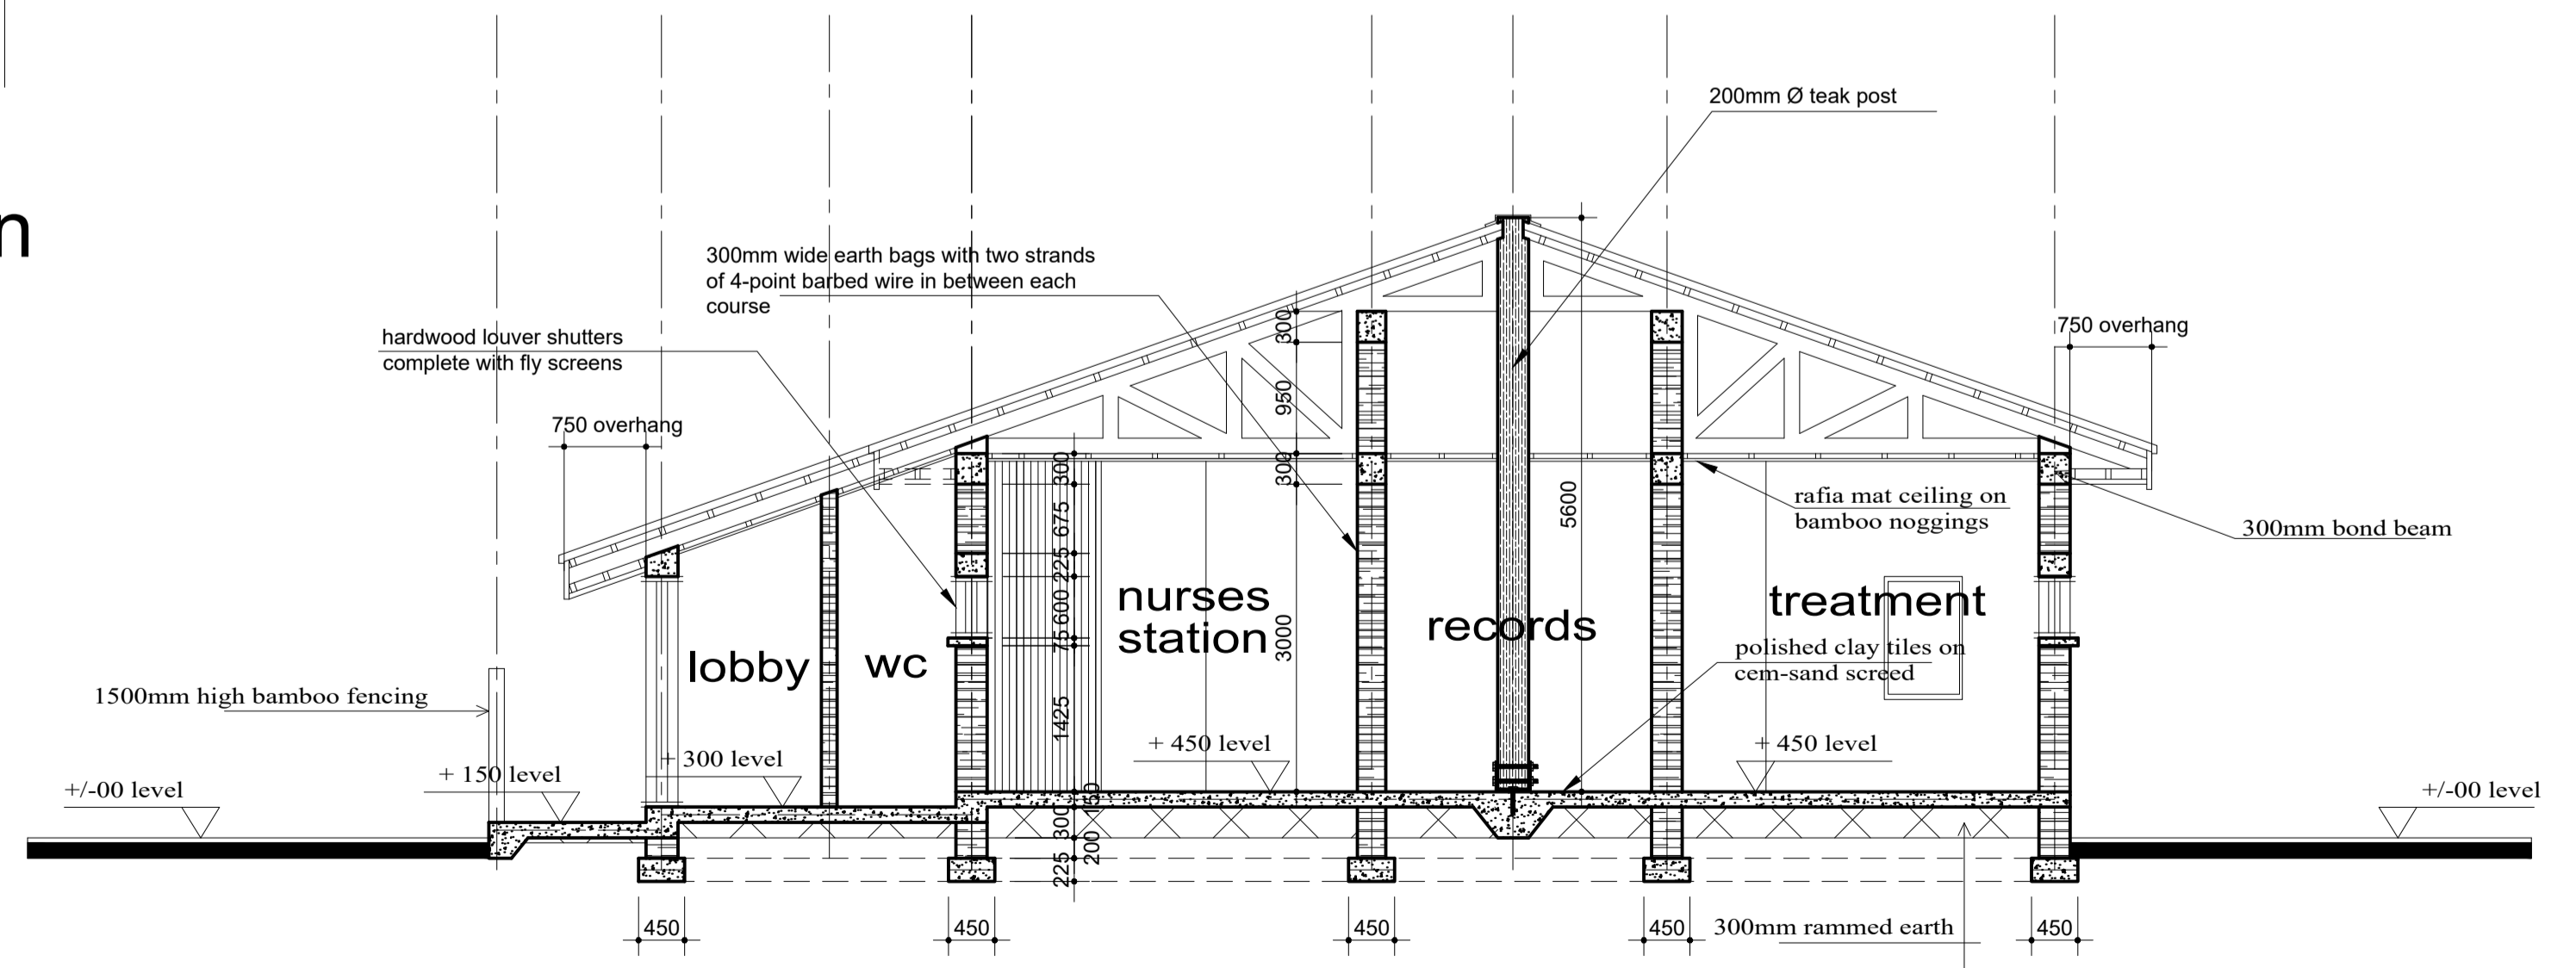 n
200mm Ø teak post
300mm wide earth bags with two strands
of 4-point barbed wire in between each
course
hardwood louver shutters
complete with fly screens
750 overhang
750 overhang
300
950
300
3000
5600
300
675
225
600
75
1425
150
300
200
225
rafia mat ceiling on
bamboo noggings
300mm bond beam
nurses
station
records
treatment
lobby
wc
polished clay tiles on
cem-sand screed
1500mm high bamboo fencing
+/-00 level
+ 150 level
+ 300 level
+ 450 level
+ 450 level
+/-00 level
450
450
450
450
300mm rammed earth
450